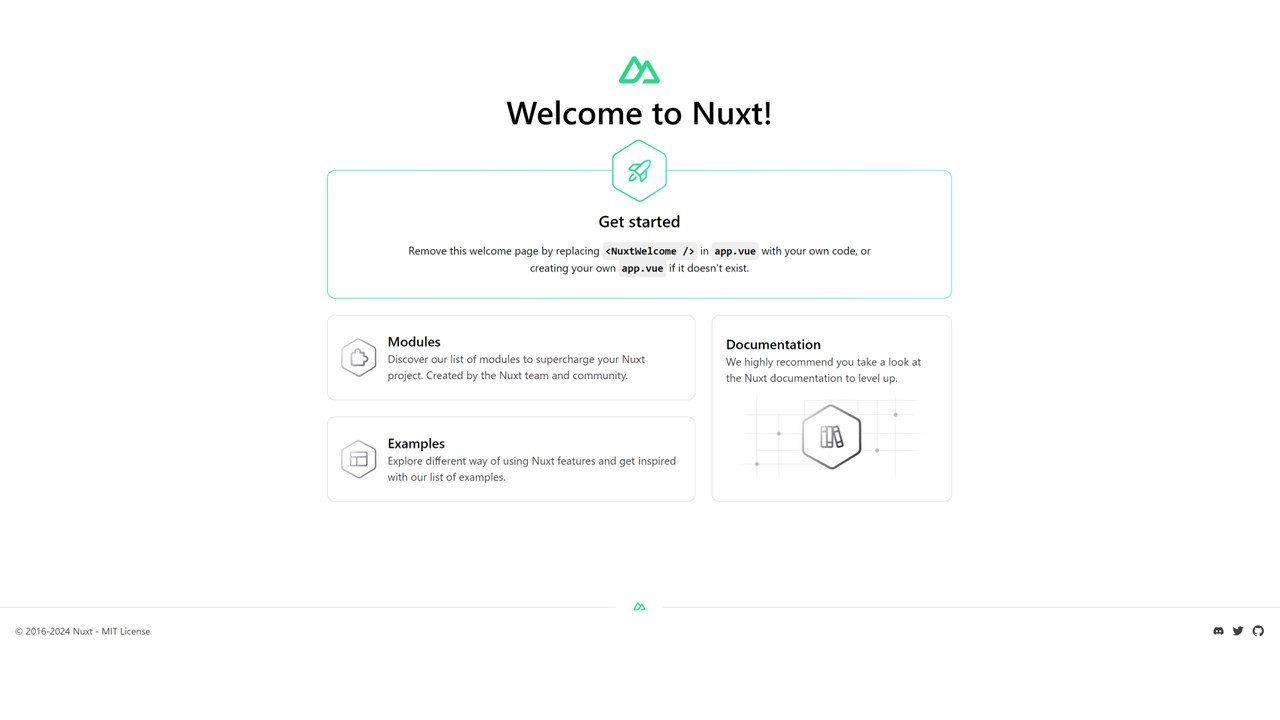 Welcome to Nuxt!
Get started
Remove this welcome page by replacing <NuxtWelcome /> in app.vue with your own code, or
creating your own app.vue if it doesn't exist.
Modules
Discover our list of modules to supercharge your Nuxt
project. Created by the Nuxt team and community.
Examples
Explore different way of using Nuxt features and get inspired
with our list of examples.
Documentation
We highly recommend you take a look at
the Nuxt documentation to level up.
© 2016-2024 Nuxt - MIT License